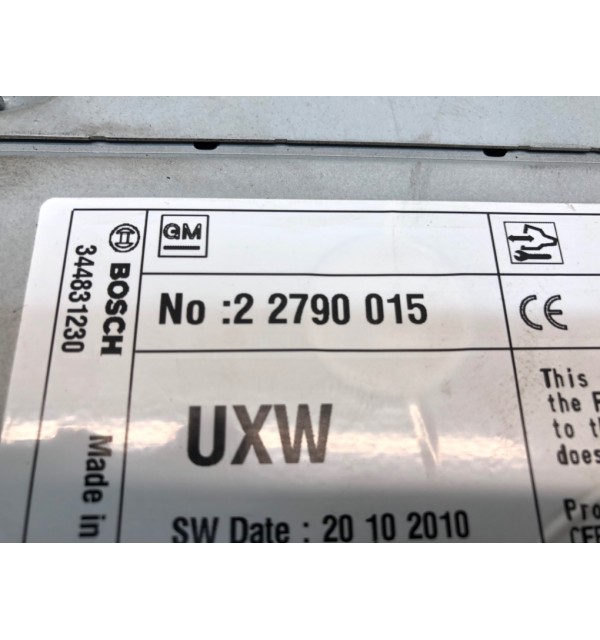 BOSCH
344831230
Made in
GM
No :2 2790 015
CE
UXW
SW Date : 20 10 2010
This
the
to
does